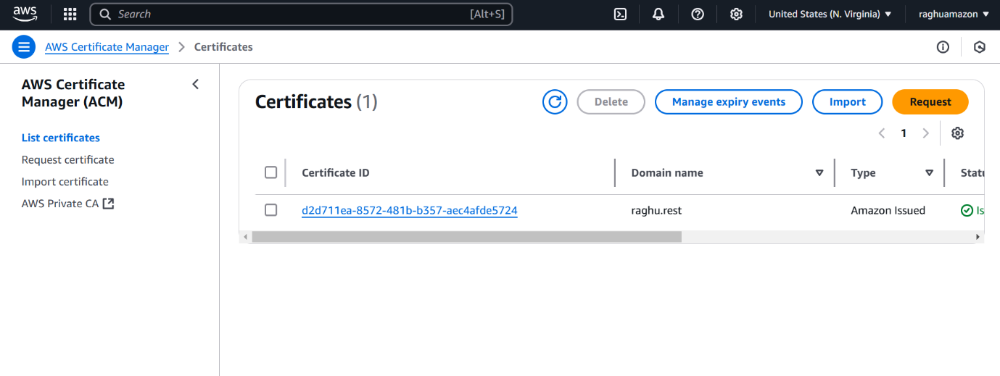 aws Search [Alt+S] United States (N. Virginia) raghuamazon
AWS Certificate Manager Certificates
AWS Certificate
Manager (ACM)
List certificates
Request certificate
Import certificate
AWS Private CA
Certificates (1)
Delete Manage expiry events Import Request
1
Certificate ID Domain name Type
d2d711ea-8572-481b-b357-aec4afde5724 raghu.rest Amazon Issued